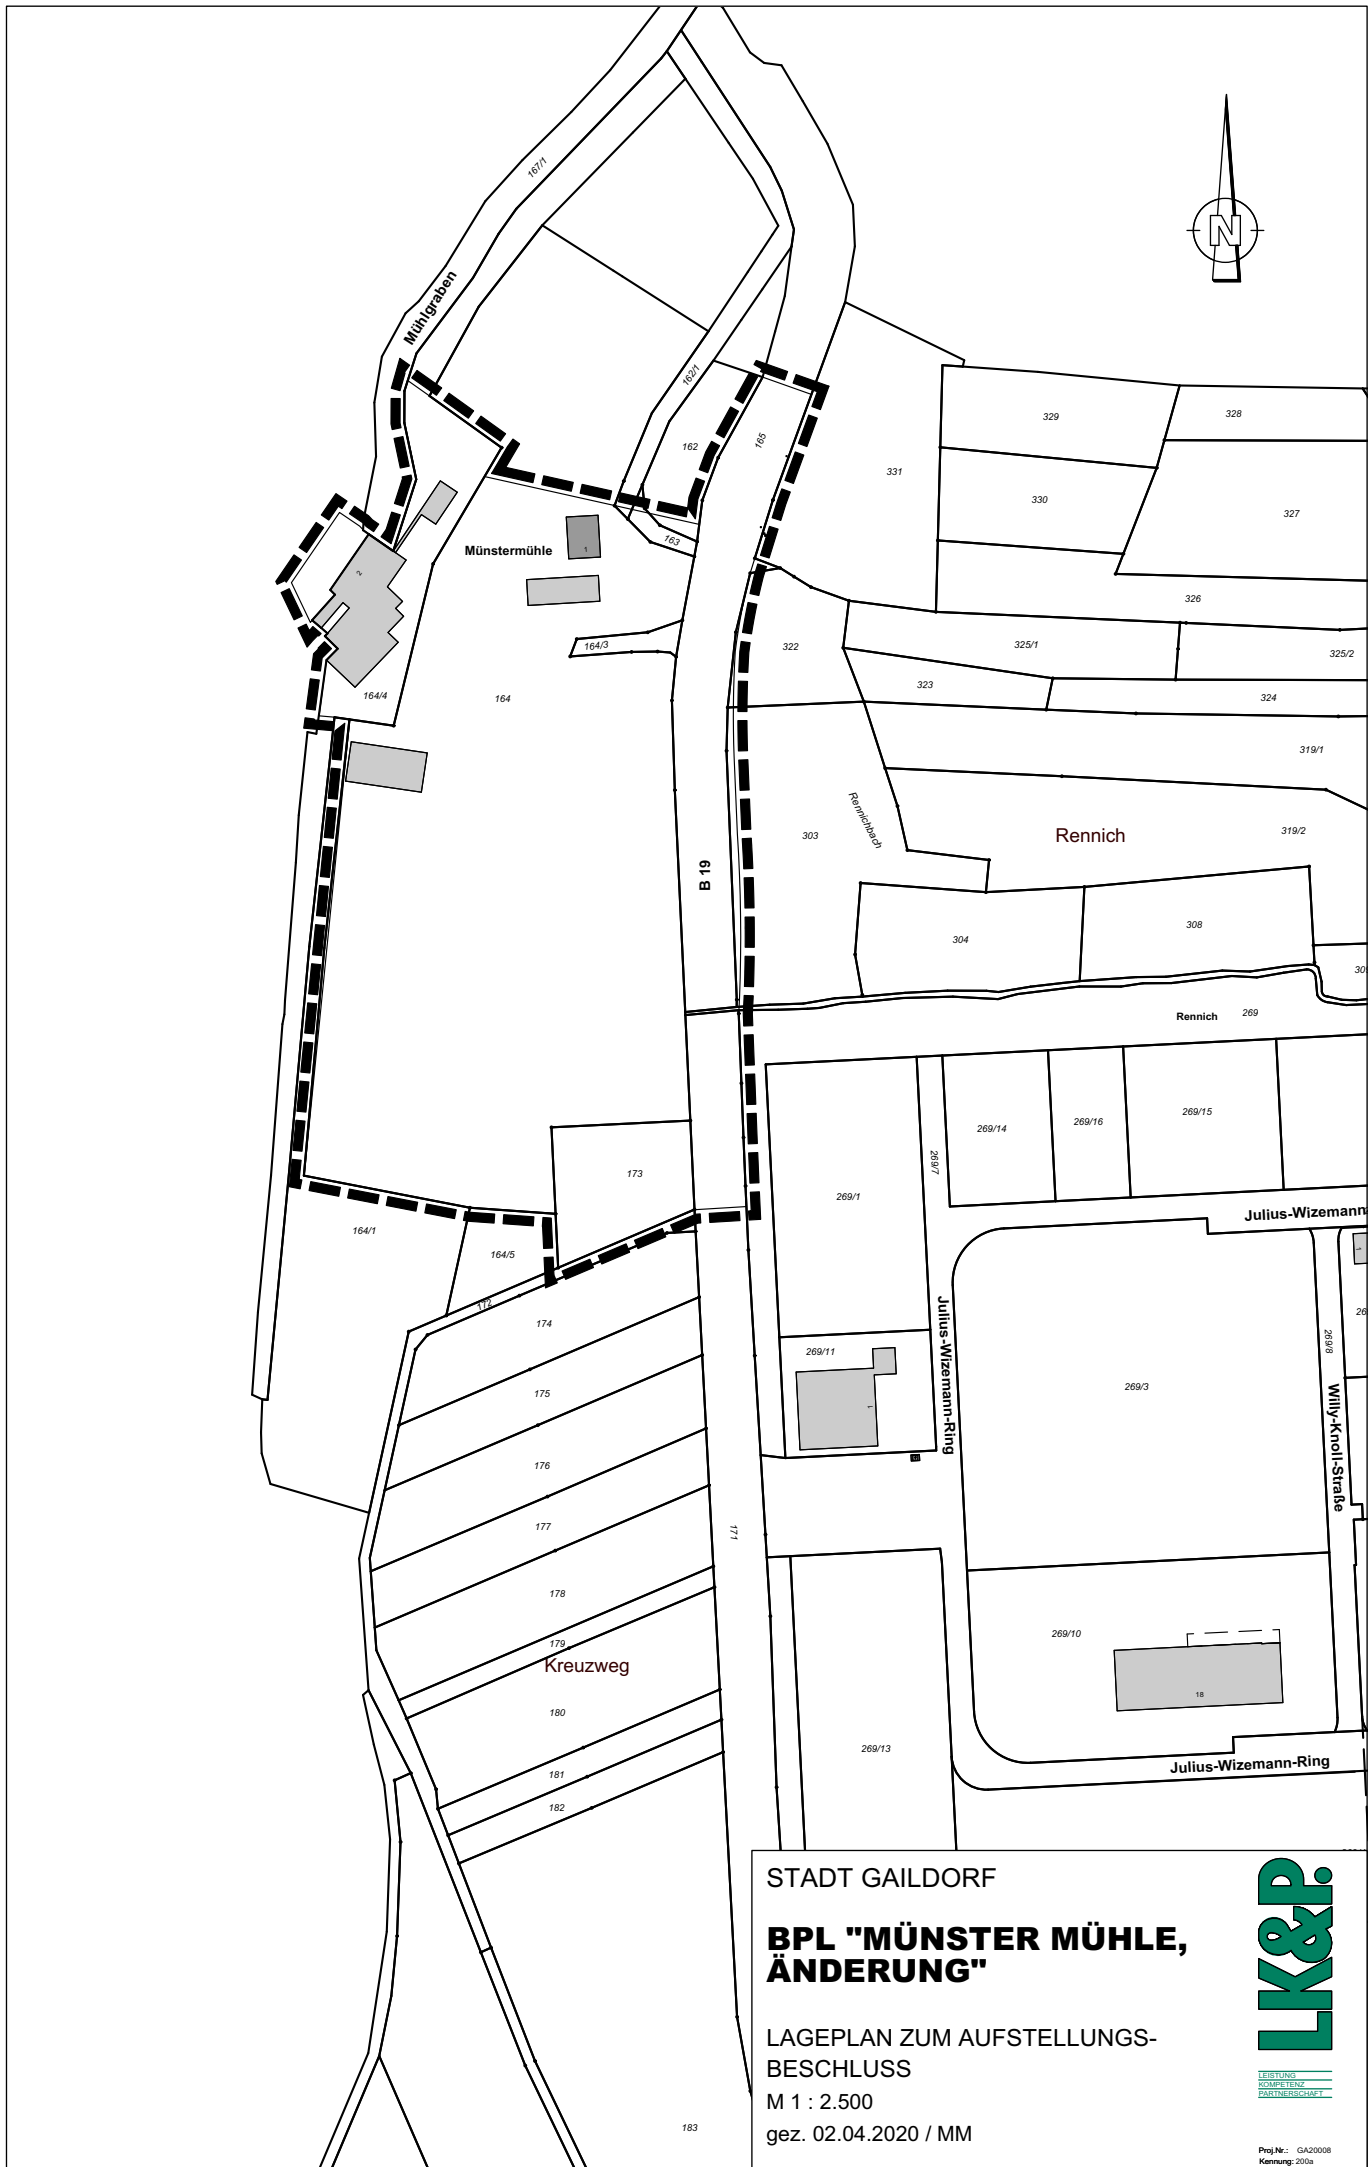 167/1
Mühlgraben
N
162/1
162
165
329
328
331
330
327
Münstermühle
1
163
2
326
322
325/1
325/2
164/3
323
324
164/4
164
319/1
303
Rennichbach
Rennich
319/2
B 19
304
308
Rennich
269
173
269/1
269/7
269/14
269/16
269/15
Julius-Wizemann
164/1
164/5
172
174
Julius-Wizemann-Ring
269/11
1
269/3
269/8
Willy-Knoll-Straße
1
175
176
177
171
178
179
Kreuzweg
180
269/10
18
269/13
181
182
Julius-Wizemann-Ring
183
STADT GAILDORF
BPL "MÜNSTER MÜHLE,
ÄNDERUNG"
LAGEPLAN ZUM AUFSTELLUNGS-
BESCHLUSS
M 1 : 2.500
gez. 02.04.2020 / MM
LK&P.
LEISTUNG
KOMPETENZ
PARTNERSCHAFT
Proj.Nr.: GA20008
Kennung: 200a